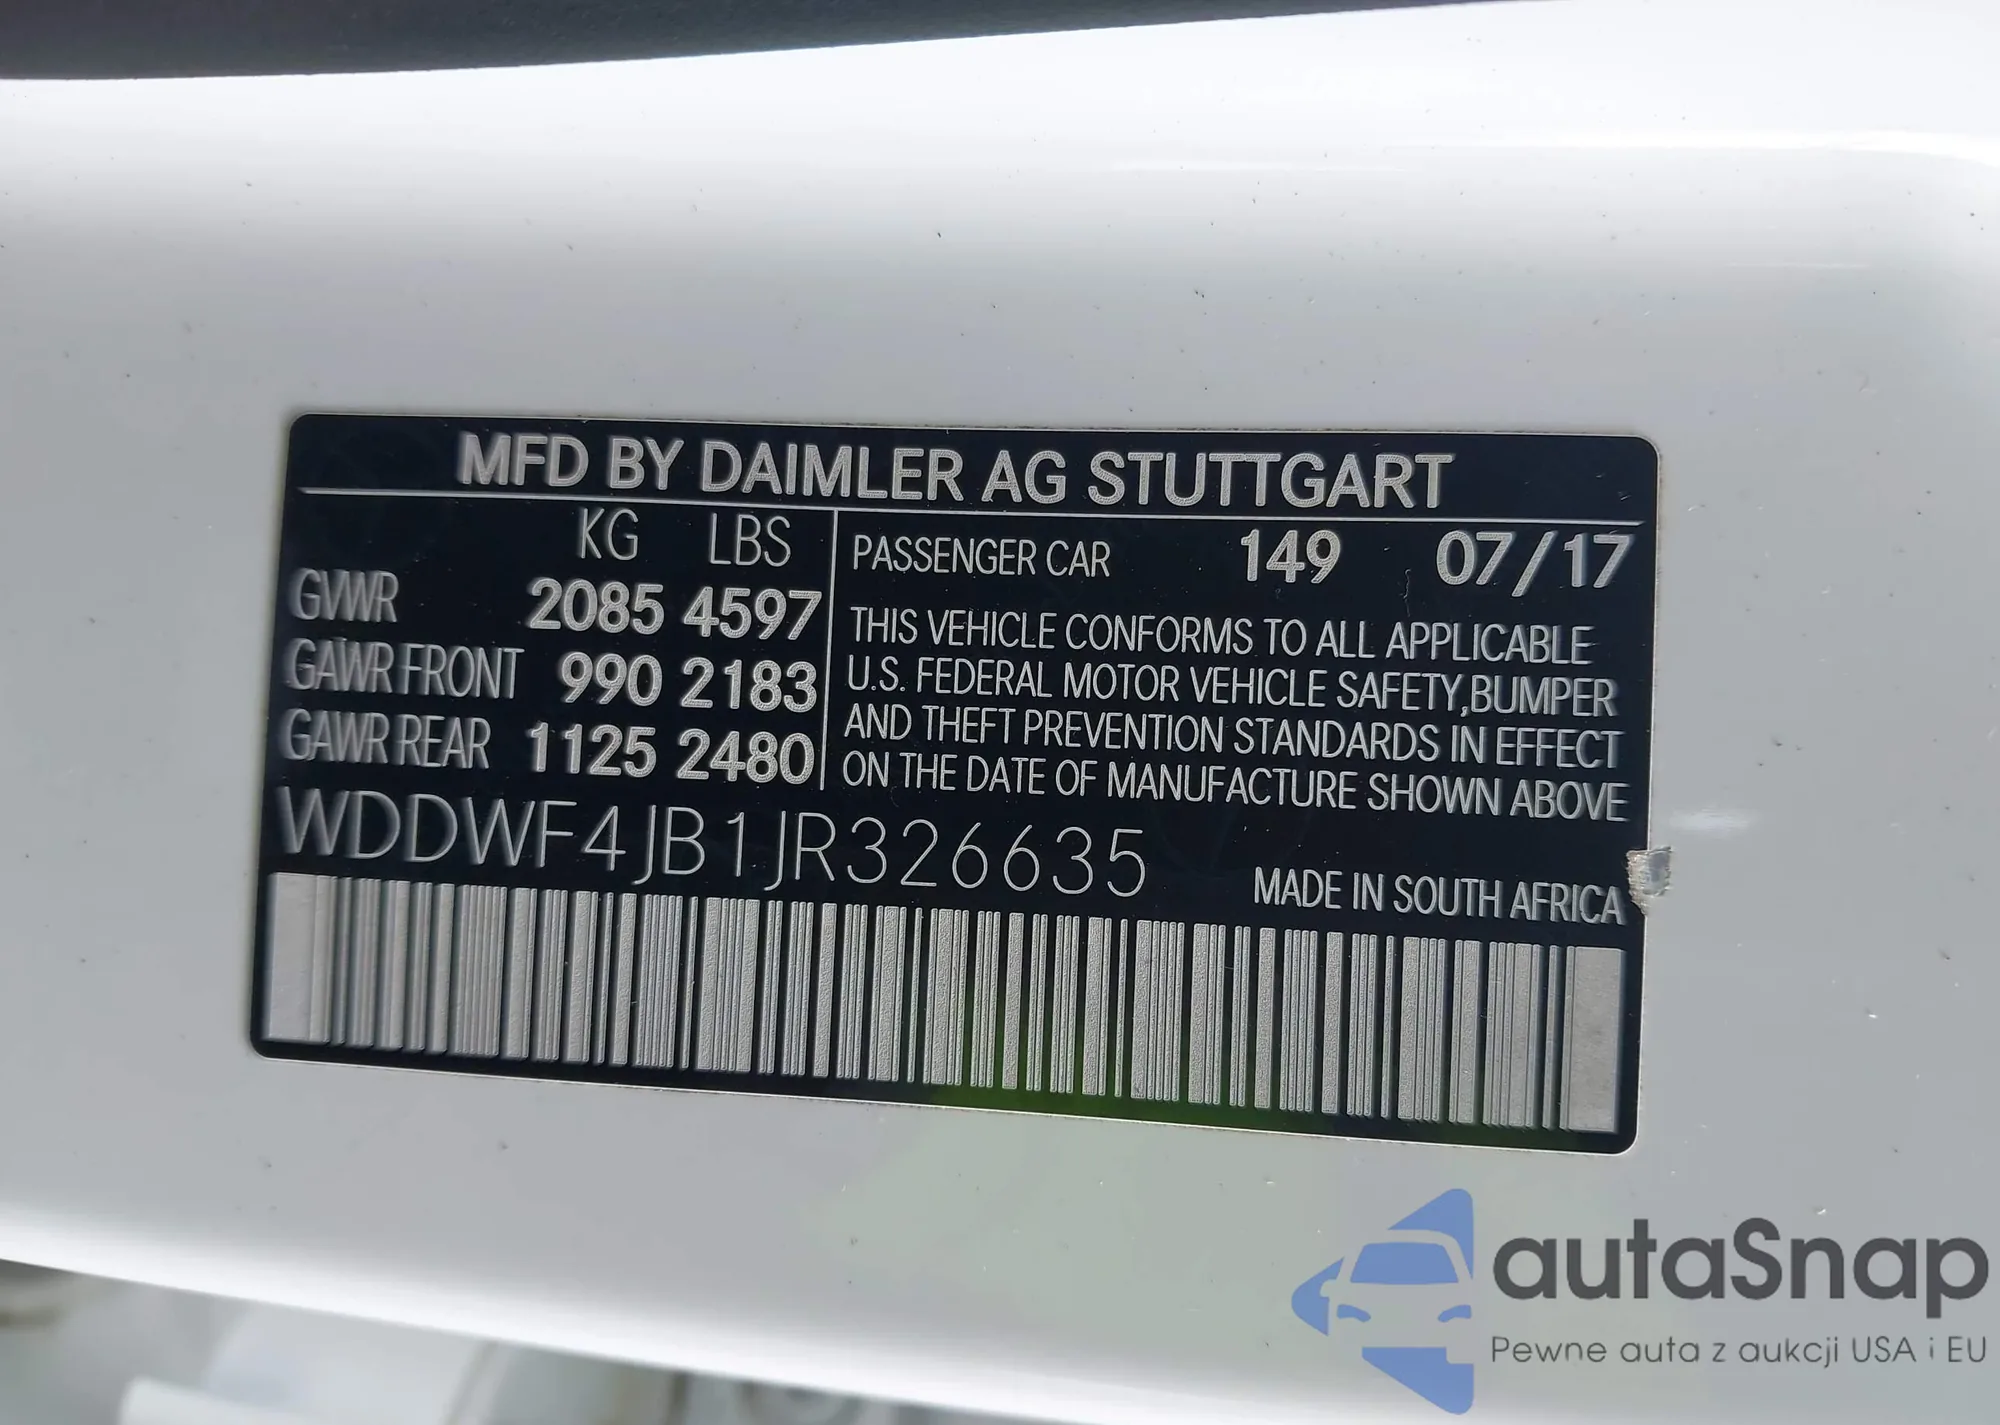 MFD BY DAIMLER AG STUTTGART
KG LBS
GVWR 2085 4597
GAWR FRONT 990 2183
GAWR REAR 1125 2480
PASSENGER CAR 149 07/17
THIS VEHICLE CONFORMS TO ALL APPLICABLE
U.S. FEDERAL MOTOR VEHICLE SAFETY,BUMPER
AND THEFT PREVENTION STANDARDS IN EFFECT
ON THE DATE OF MANUFACTURE SHOWN ABOVE
WDDWF4JB1JR326635
MADE IN SOUTH AFRICA
autaSnap
Pewne auta z aukcji USA i EU